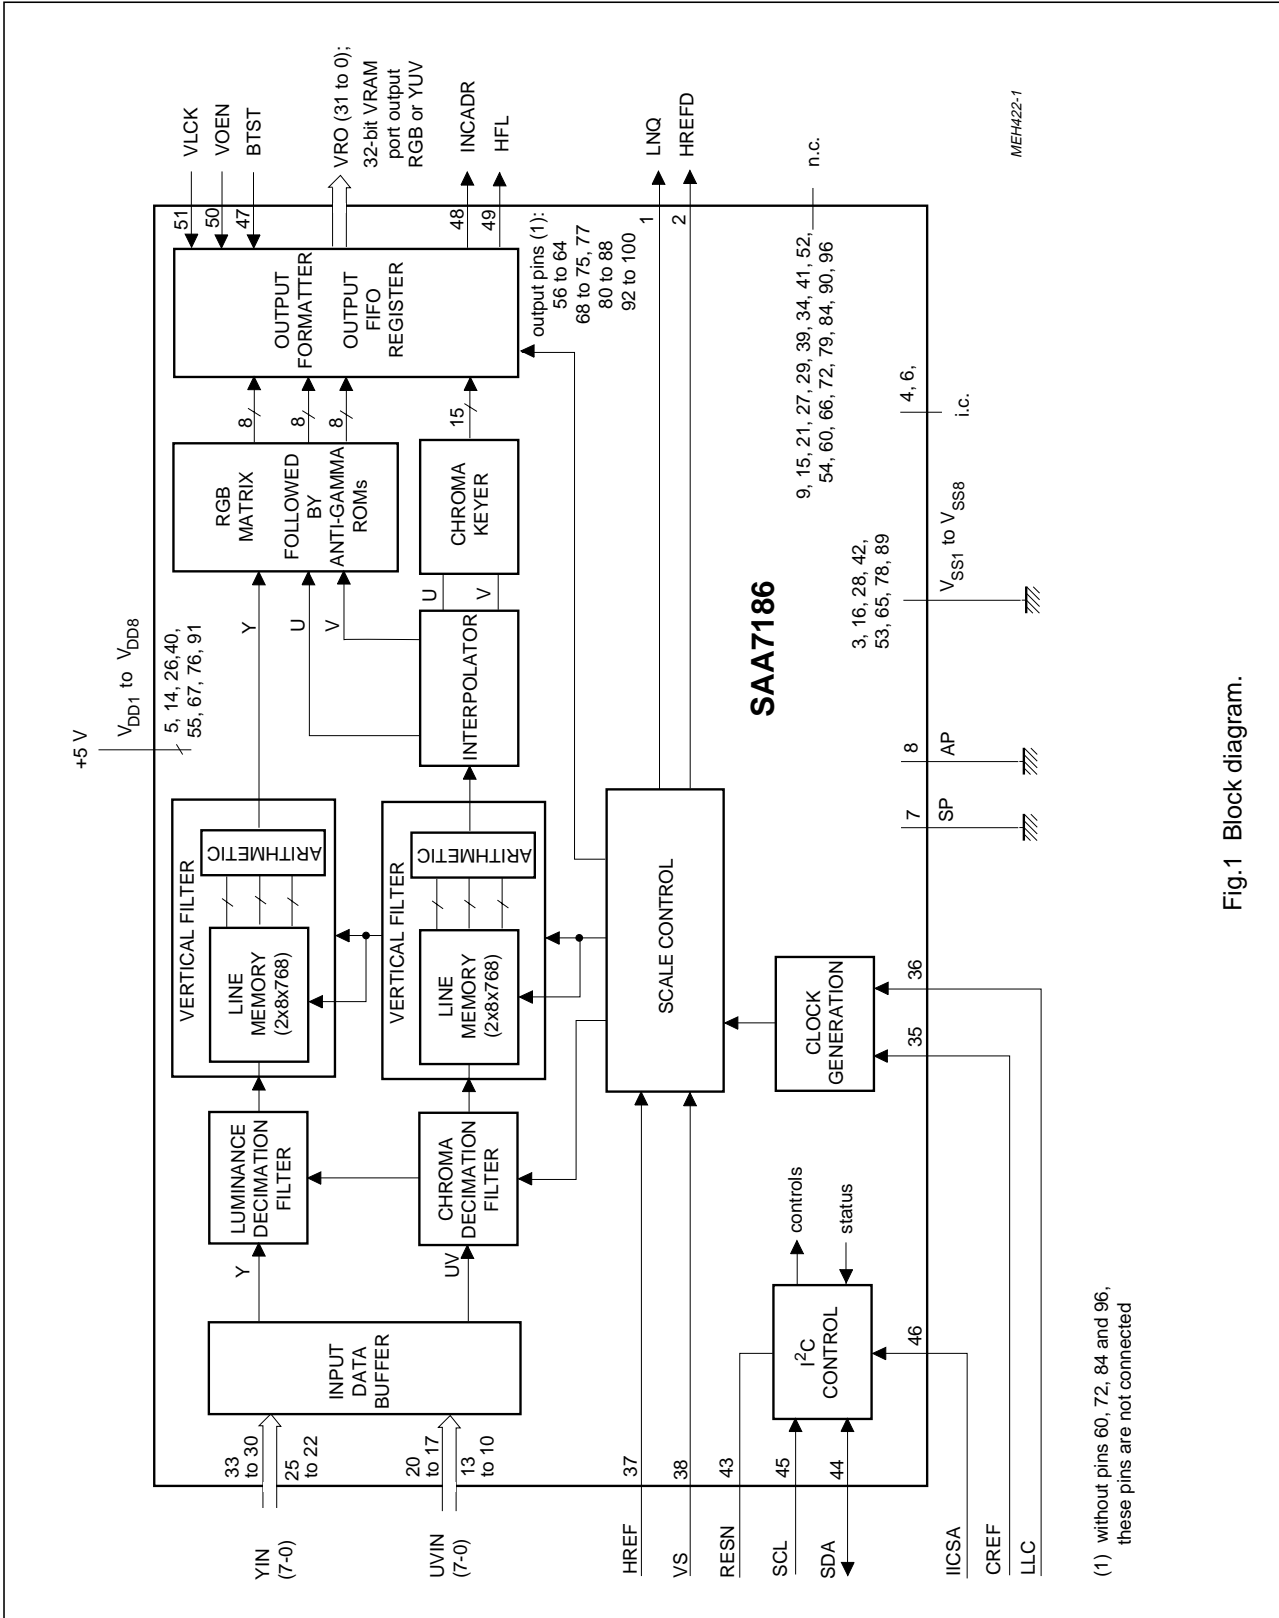 +5 V
V_DD1 to V_DD8
5, 14, 26,40,
55, 67, 76, 91
YIN
(7-0)
33
to 30
25
to 22
UVIN
(7-0)
20
to 17
13
to 10
INPUT
DATA
BUFFER
Y
UV
LUMINANCE
DECIMATION
FILTER
CHROMA
DECIMATION
FILTER
VERTICAL FILTER
LINE
MEMORY
(2x8x768)
ARITHMETIC
VERTICAL FILTER
LINE
MEMORY
(2x8x768)
ARITHMETIC
Y
U
V
INTERPOLATOR
U
V
RGB
MATRIX
FOLLOWED
BY
ANTI-GAMMA
ROMs
CHROMA
KEYER
8
8
8
15
OUTPUT
FORMATTER
OUTPUT
FIFO
REGISTER
51
VLCK
50
VOEN
47
BTST
VRO (31 to 0);
32-bit VRAM
port output
RGB or YUV
48
INCADR
49
HFL
output pins (1):
56 to 64
68 to 75, 77
80 to 88
92 to 100
HREF
37
VS
38
SCALE CONTROL
1
LNQ
2
HREFD
RESN
43
SCL
45
SDA
44
I²C
CONTROL
controls
status
46
IICSA
CLOCK
GENERATION
35
36
CREF
LLC
SAA7186
7
SP
8
AP
3, 16, 28, 42,
53, 65, 78, 89
V_SS1 to V_SS8
4, 6,
i.c.
9, 15, 21, 27, 29, 39, 34, 41, 52,
54, 60, 66, 72, 79, 84, 90, 96
n.c.
MEH422-1
(1) without pins 60, 72, 84 and 96,
these pins are not connected
Fig.1 Block diagram.